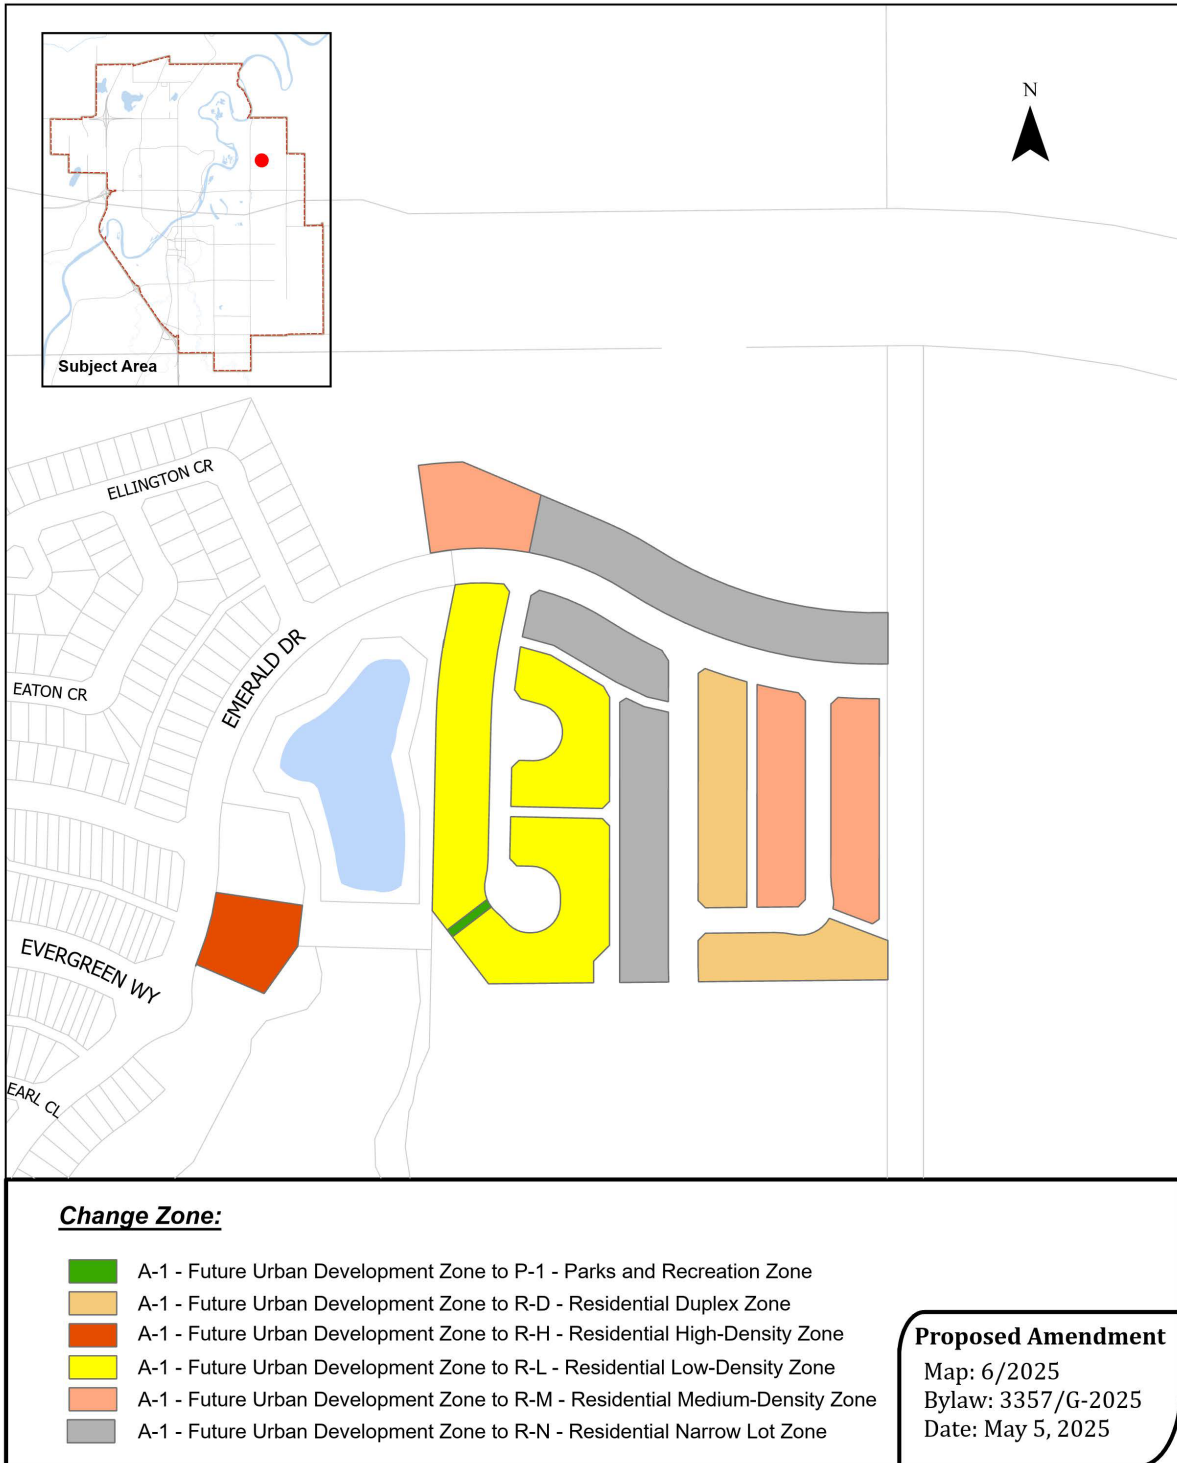 N
Subject Area
ELLINGTON CR
EMERALD DR
EATON CR
EVERGREEN WY
EARL CL
Change Zone:
A-1 - Future Urban Development Zone to P-1 - Parks and Recreation Zone
A-1 - Future Urban Development Zone to R-D - Residential Duplex Zone
A-1 - Future Urban Development Zone to R-H - Residential High-Density Zone
A-1 - Future Urban Development Zone to R-L - Residential Low-Density Zone
A-1 - Future Urban Development Zone to R-M - Residential Medium-Density Zone
A-1 - Future Urban Development Zone to R-N - Residential Narrow Lot Zone
Proposed Amendment
Map: 6/2025
Bylaw: 3357/G-2025
Date: May 5, 2025